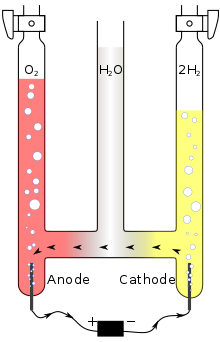 O₂ H₂O 2H₂
Anode Cathode
+ −